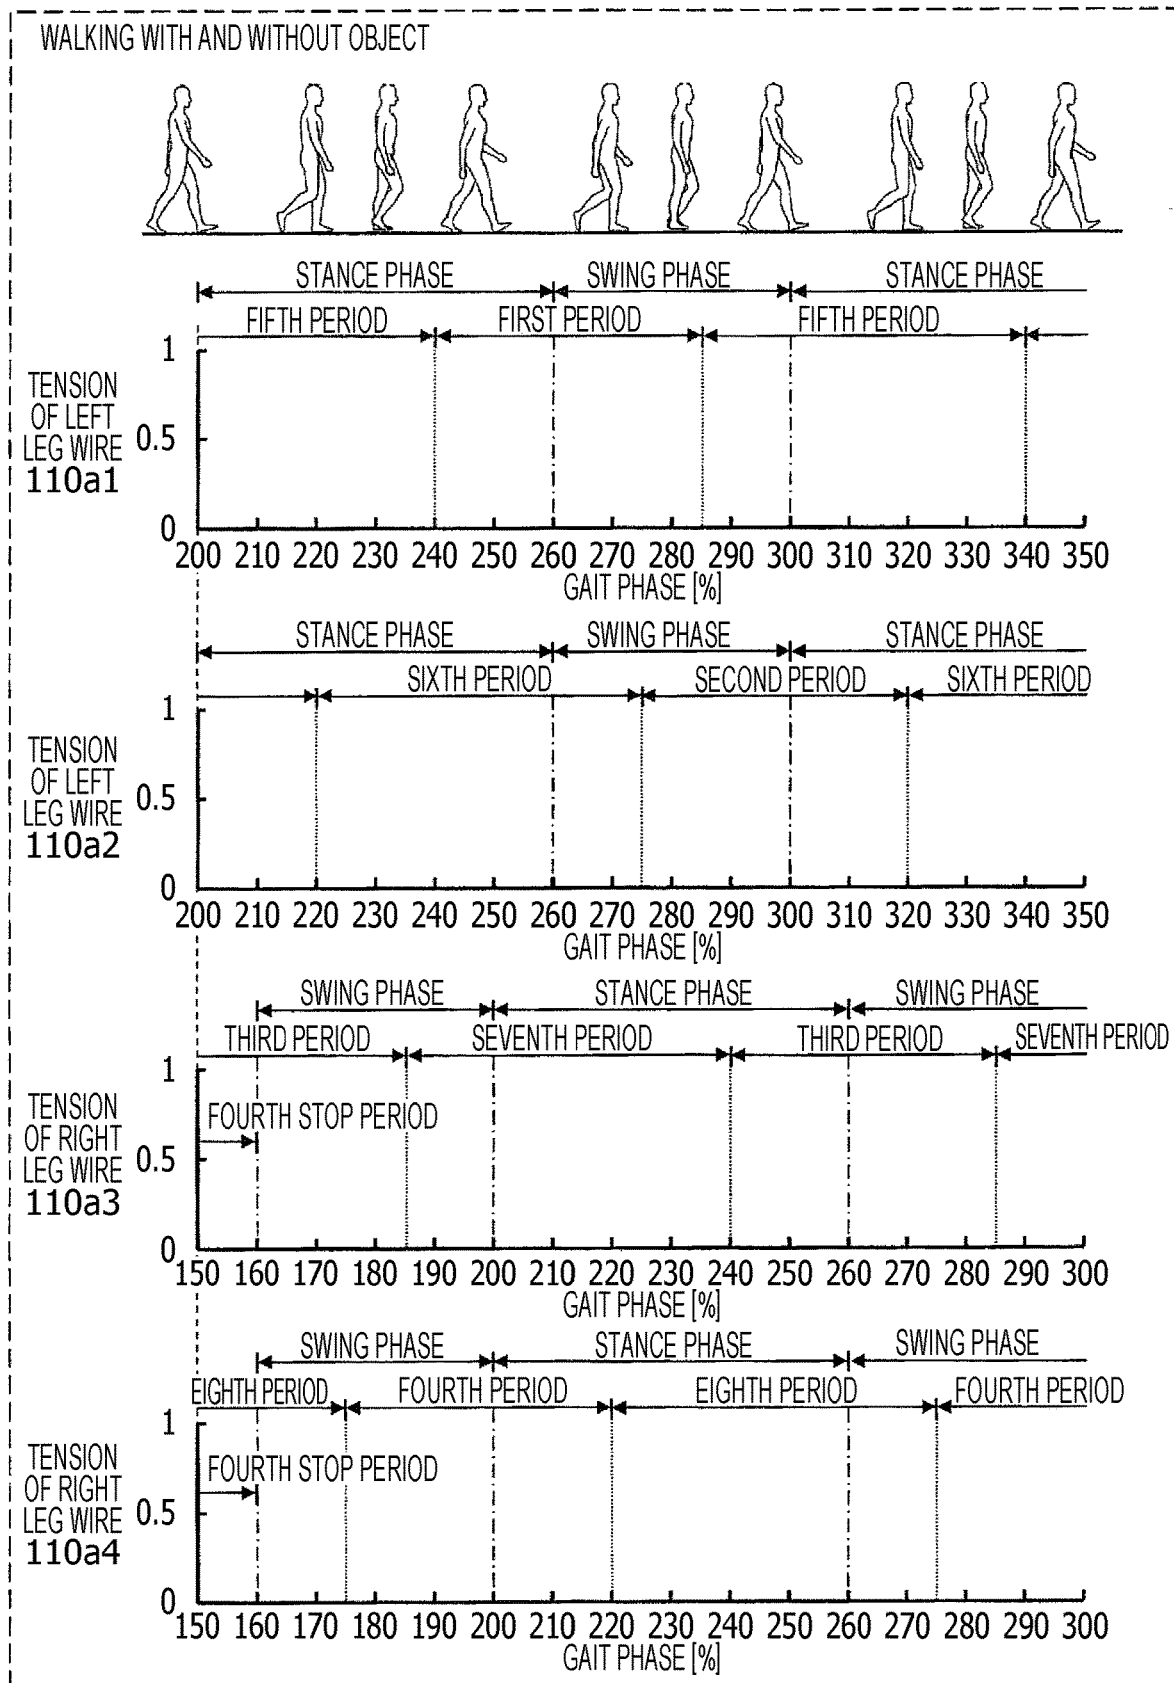 WALKING WITH AND WITHOUT OBJECT
STANCE PHASE SWING PHASE STANCE PHASE
FIFTH PERIOD FIRST PERIOD FIFTH PERIOD
1
TENSION
OF LEFT
LEG WIRE
110a1
0.5
0
200 210 220 230 240 250 260 270 280 290 300 310 320 330 340 350
GAIT PHASE [%]
STANCE PHASE SWING PHASE STANCE PHASE
SIXTH PERIOD SECOND PERIOD SIXTH PERIOD
1
TENSION
OF LEFT
LEG WIRE
110a2
0.5
0
200 210 220 230 240 250 260 270 280 290 300 310 320 330 340 350
GAIT PHASE [%]
SWING PHASE STANCE PHASE SWING PHASE
THIRD PERIOD SEVENTH PERIOD THIRD PERIOD SEVENTH PERIOD
1
FOURTH STOP PERIOD
TENSION
OF RIGHT
LEG WIRE
110a3
0.5
0
150 160 170 180 190 200 210 220 230 240 250 260 270 280 290 300
GAIT PHASE [%]
SWING PHASE STANCE PHASE SWING PHASE
EIGHTH PERIOD FOURTH PERIOD EIGHTH PERIOD FOURTH PERIOD
1
FOURTH STOP PERIOD
TENSION
OF RIGHT
LEG WIRE
110a4
0.5
0
150 160 170 180 190 200 210 220 230 240 250 260 270 280 290 300
GAIT PHASE [%]